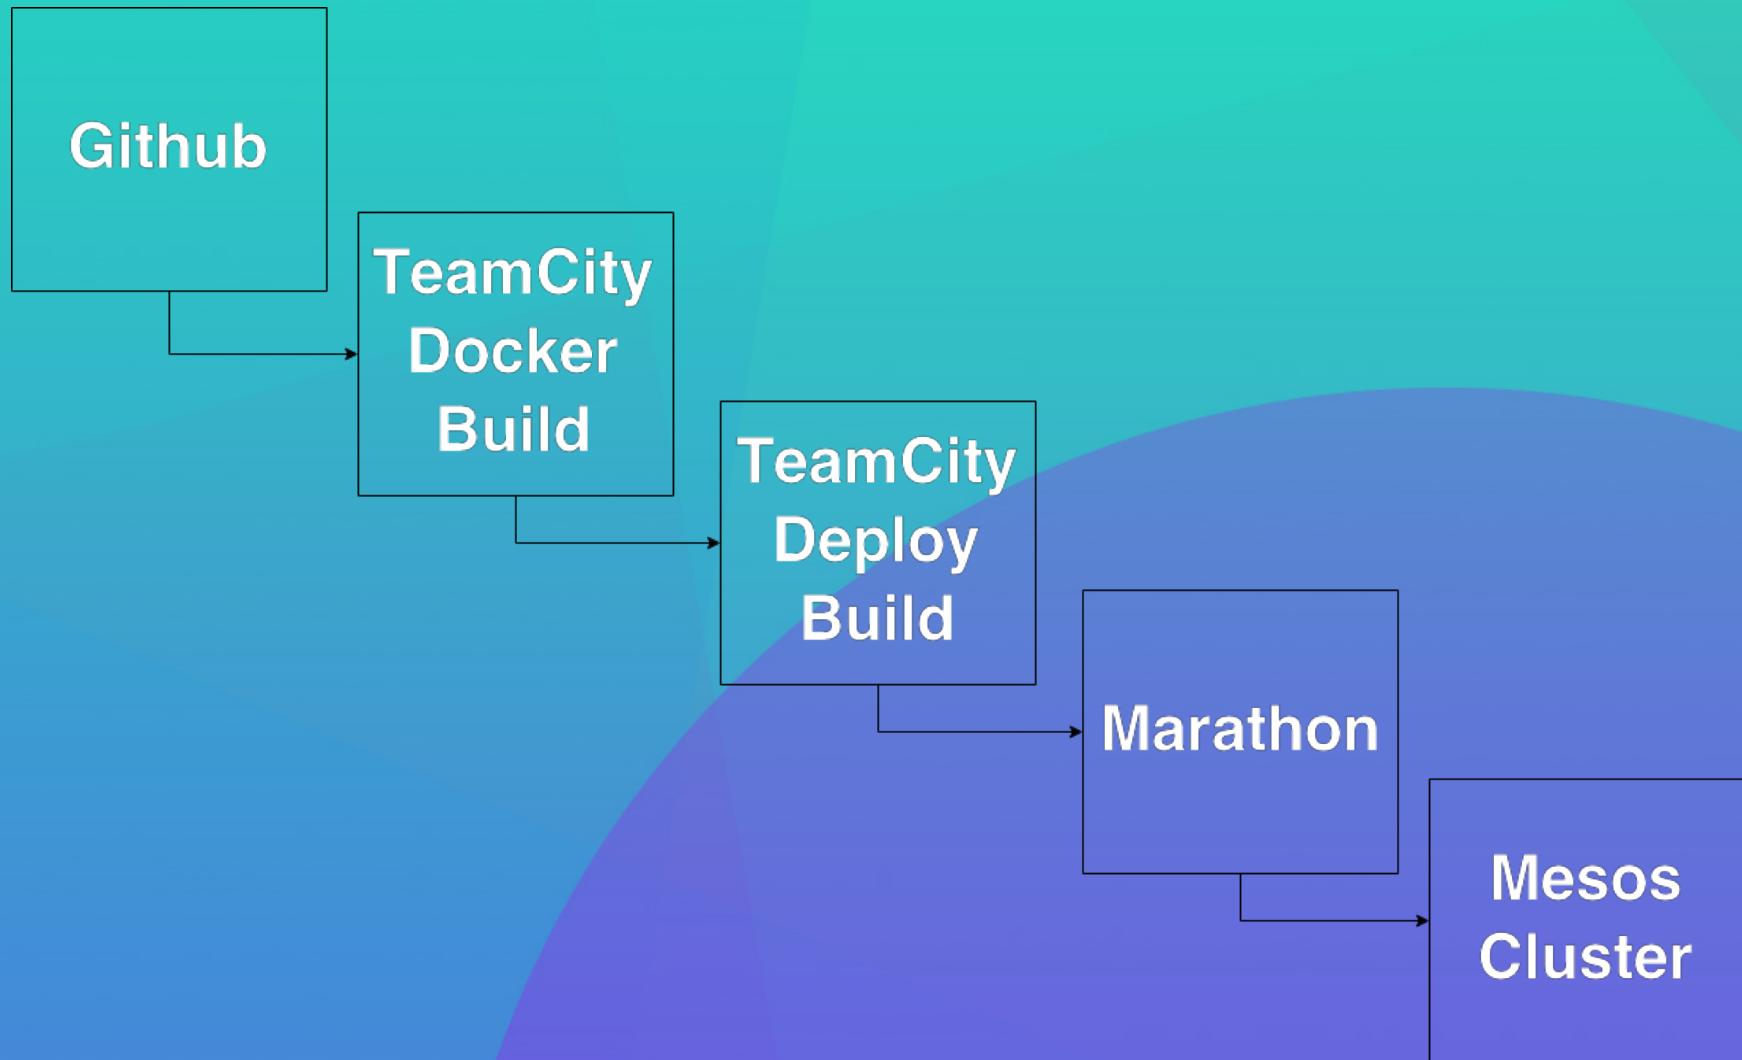 Github
TeamCity
Docker
Build
TeamCity
Deploy
Build
Marathon
Mesos
Cluster